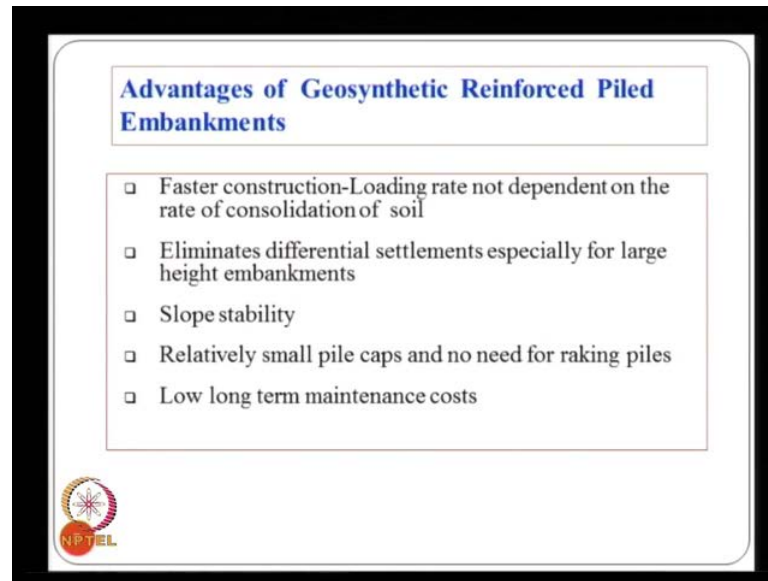 Advantages of Geosynthetic Reinforced Piled
Embankments
Faster construction-Loading rate not dependent on the
rate of consolidation of soil
Eliminates differential settlements especially for large
height embankments
Slope stability
Relatively small pile caps and no need for raking piles
Low long term maintenance costs
NPTEL